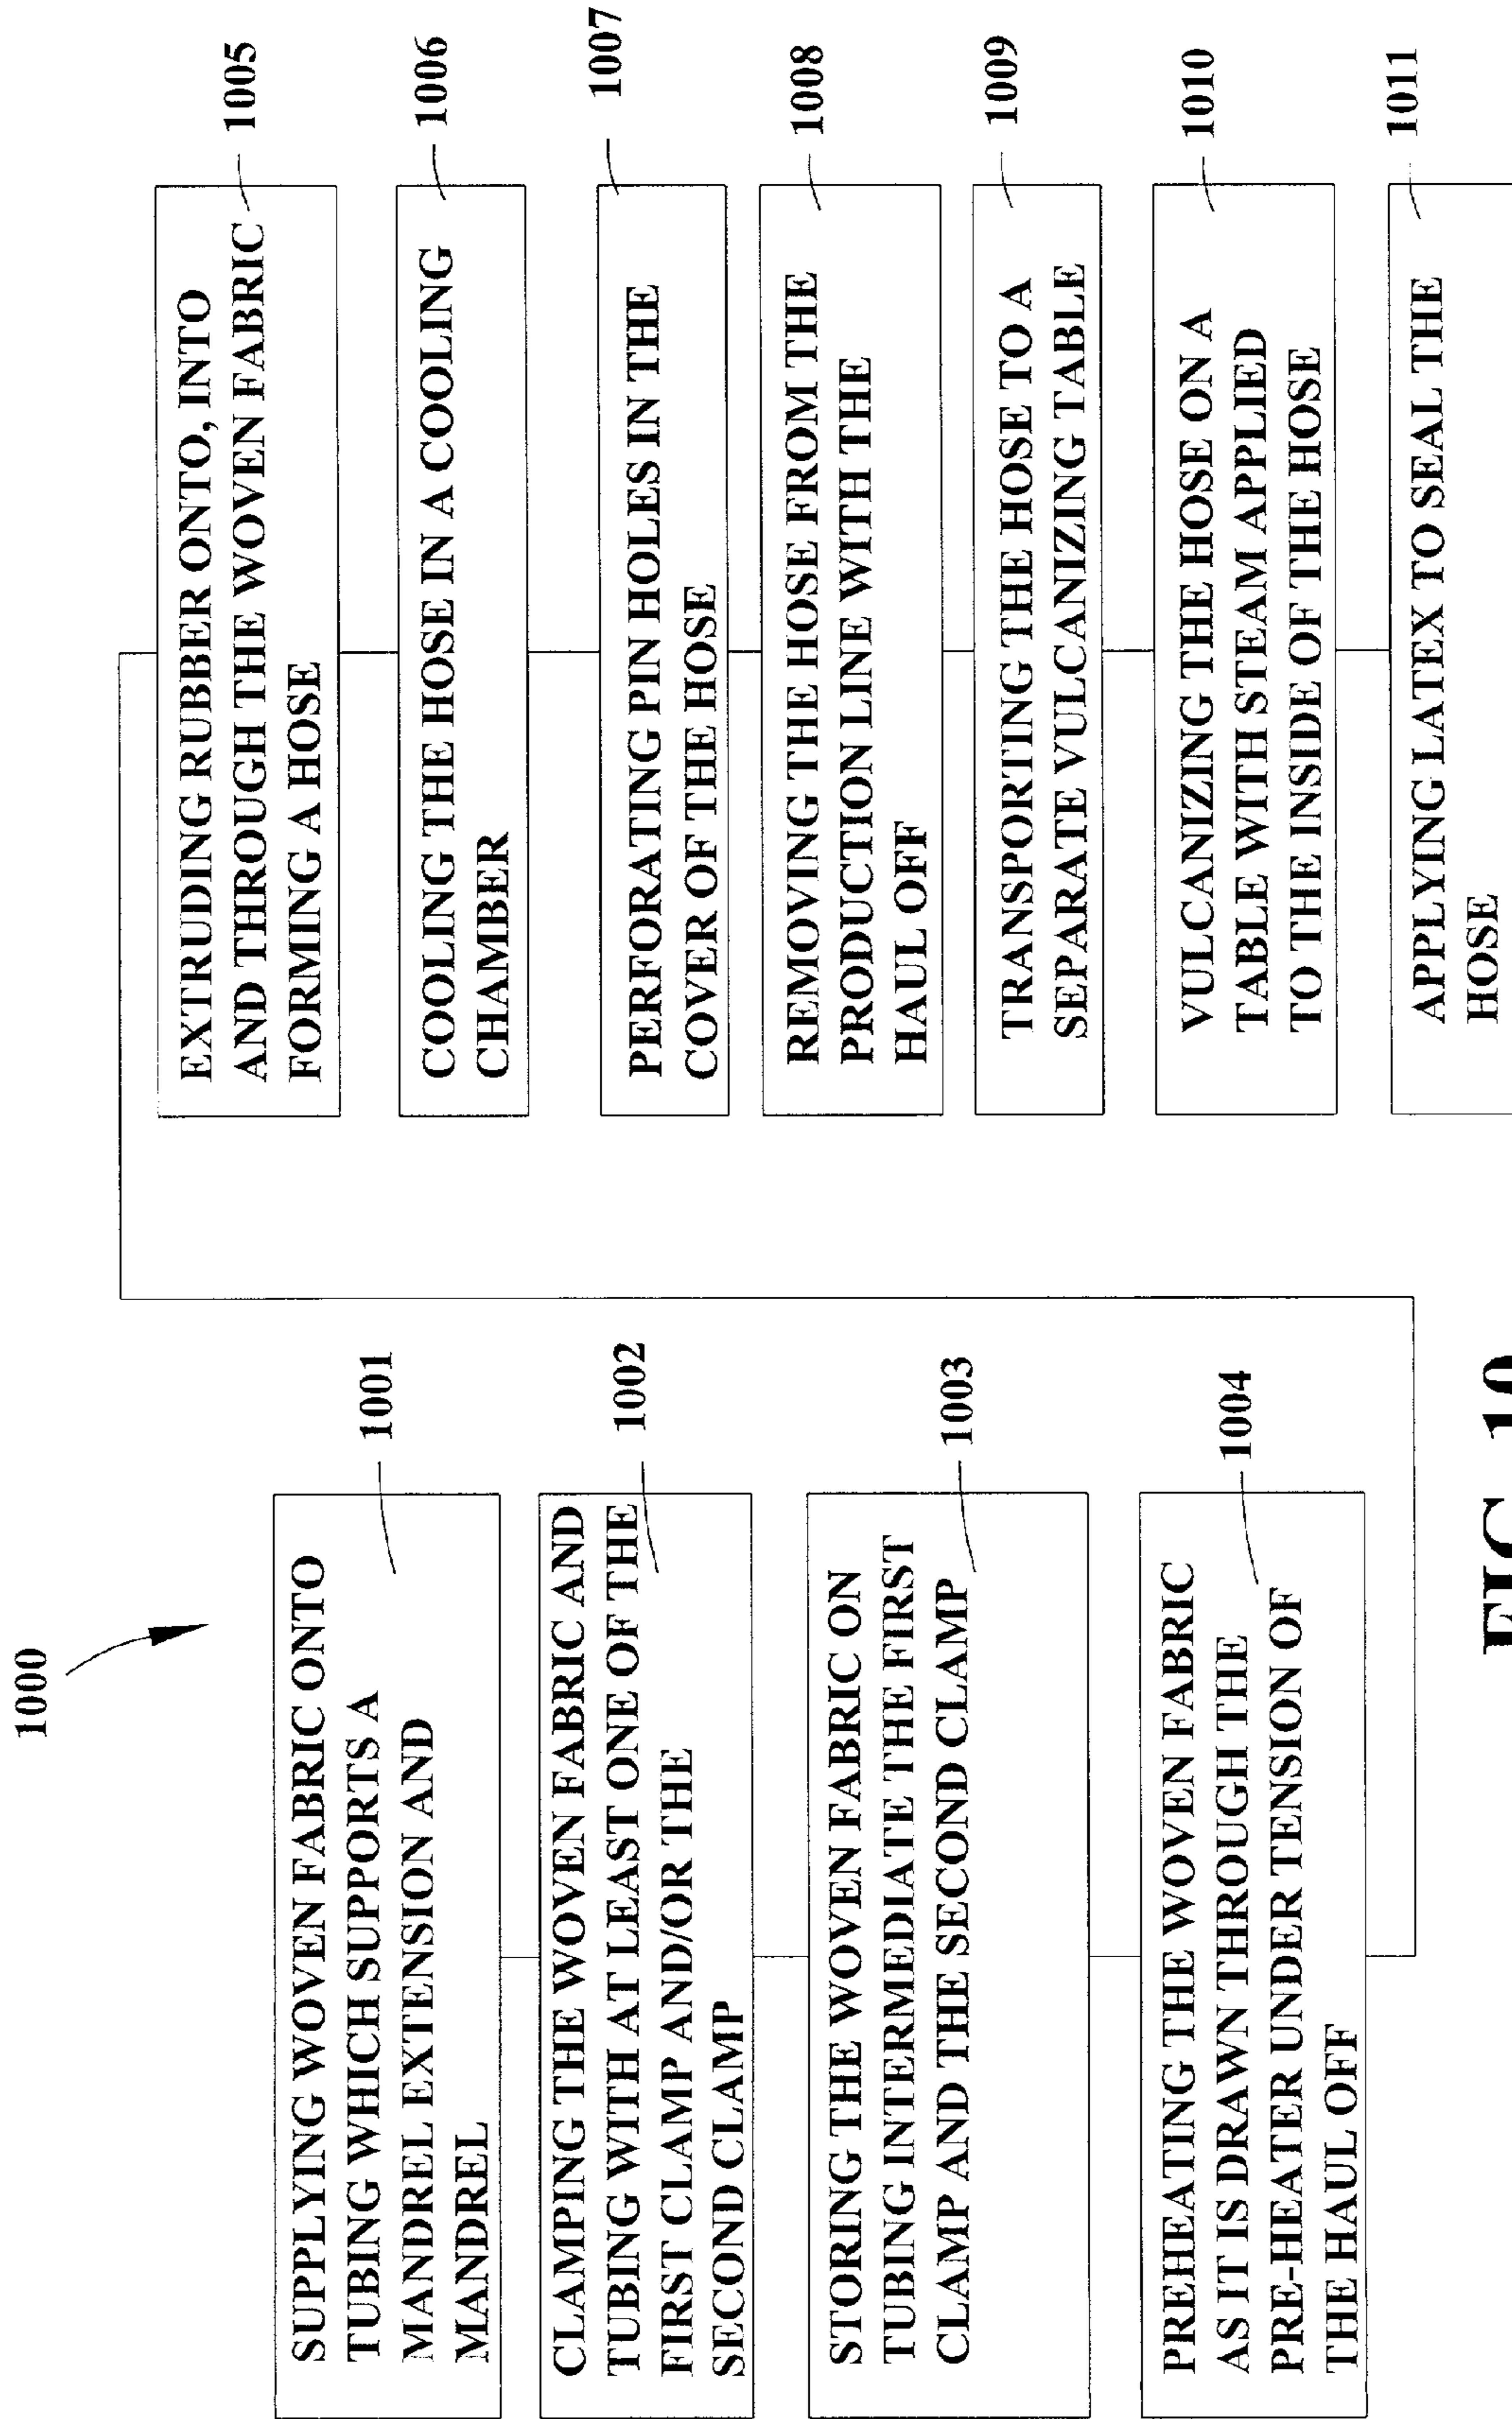 1000
SUPPLYING WOVEN FABRIC ONTO
TUBING WHICH SUPPORTS A
MANDREL EXTENSION AND
MANDREL
1001
CLAMPING THE WOVEN FABRIC AND
TUBING WITH AT LEAST ONE OF THE
FIRST CLAMP AND/OR THE
SECOND CLAMP
1002
STORING THE WOVEN FABRIC ON
TUBING INTERMEDIATE THE FIRST
CLAMP AND THE SECOND CLAMP
1003
PREHEATING THE WOVEN FABRIC
AS IT IS DRAWN THROUGH THE
PRE-HEATER UNDER TENSION OF
THE HAUL OFF
1004
EXTRUDING RUBBER ONTO, INTO
AND THROUGH THE WOVEN FABRIC
FORMING A HOSE
1005
COOLING THE HOSE IN A COOLING
CHAMBER
1006
PERFORATING PIN HOLES IN THE
COVER OF THE HOSE
1007
REMOVING THE HOSE FROM THE
PRODUCTION LINE WITH THE
HAUL OFF
1008
TRANSPORTING THE HOSE TO A
SEPARATE VULCANIZING TABLE
1009
VULCANIZING THE HOSE ON A
TABLE WITH STEAM APPLIED
TO THE INSIDE OF THE HOSE
1010
APPLYING LATEX TO SEAL THE
HOSE
1011
FIG. 10